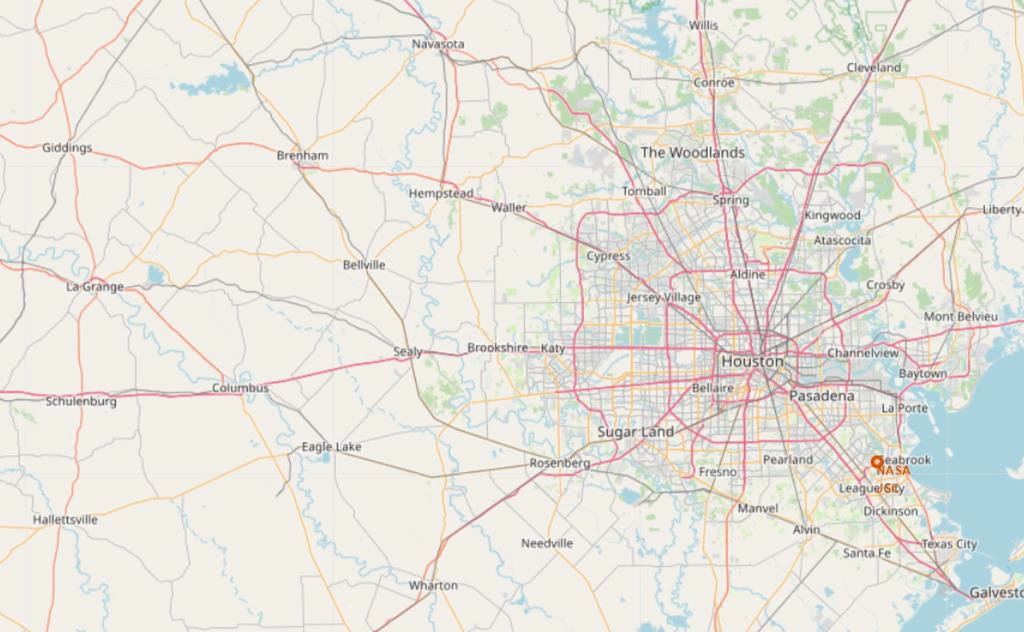 Willis
Navasota
Cleveland
Conroe
Giddings
Brenham
The Woodlands
Hempstead
Tomball
Waller
Spring
Kingwood
Liberty
Atascocita
Cypress
Bellville
Aldine
La Grange
Crosby
Jersey Village
Mont Belvieu
Sealy
Brookshire
Katy
Houston
Channelview
Baytown
Columbus
Bellaire
Schulenburg
Pasadena
La Porte
Sugar Land
Eagle Lake
Rosenberg
Pearland
Seabrook
Fresno
NASA
League City
JSC
Manvel
Dickinson
Hallettsville
Alvin
Needville
Texas City
Santa Fe
Wharton
Galvesto